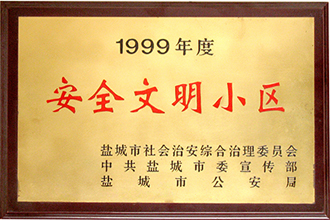 1999年度
安全文明小区
盐城市社会治安综合治理委员会
中共盐城市委宣传部
盐城市公安局